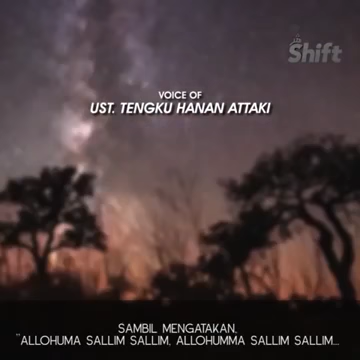 Shift
VOICE OF
UST. TENGKU HANAN ATTAKI
SAMBIL MENGATAKAN,
"ALLOHUMA SALLIM SALLIM, ALLOHUMMA SALLIM SALLIM...